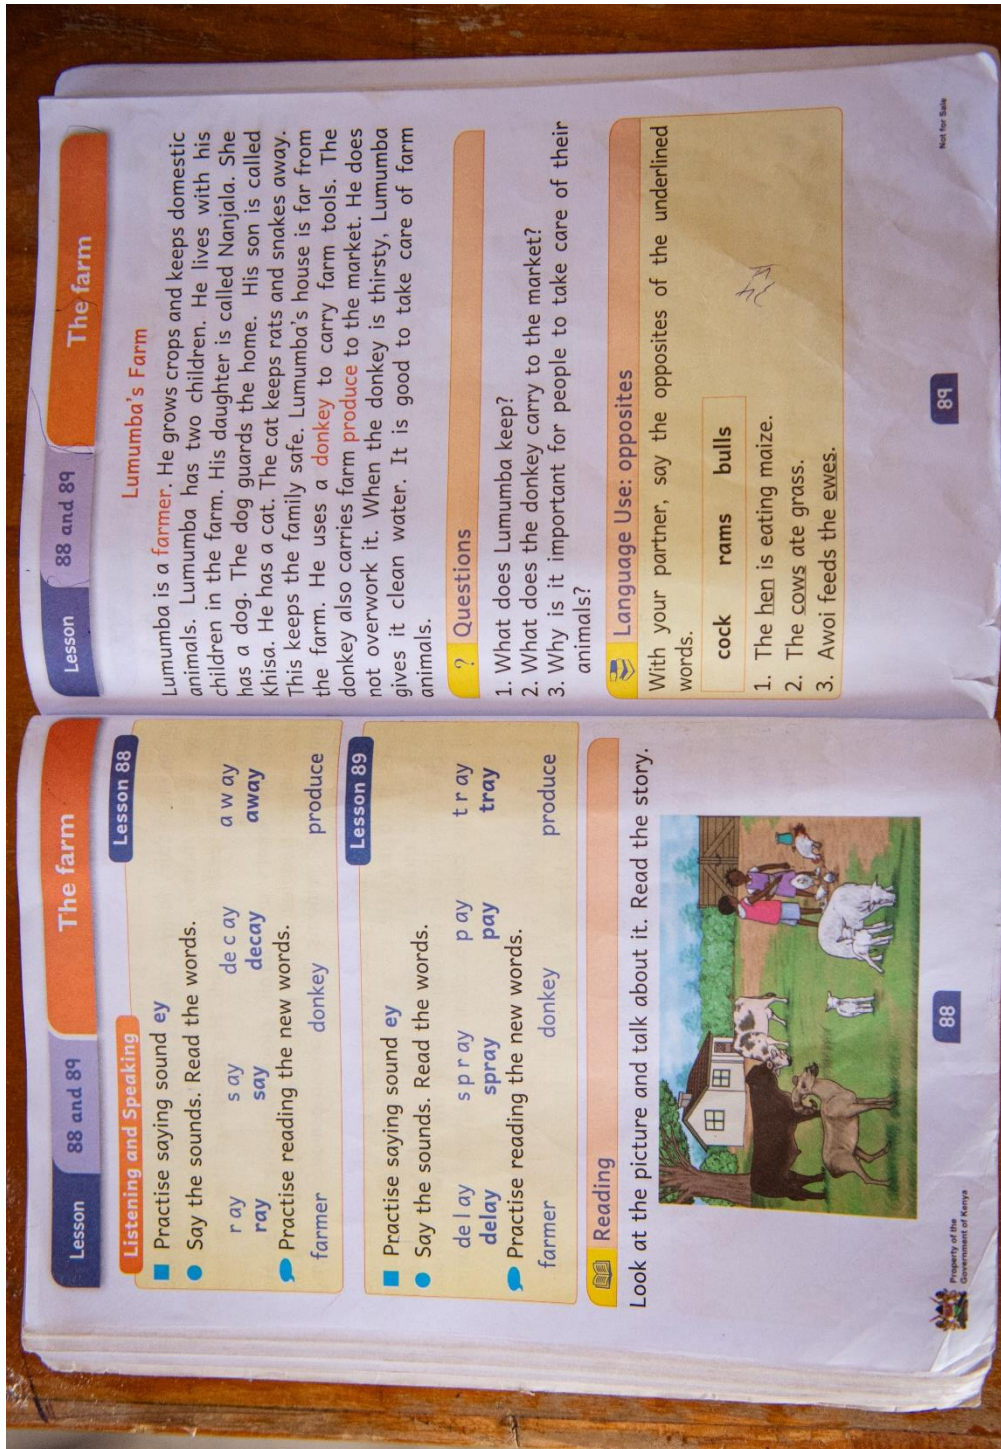 Lesson 88 and 89 The farm
Listening and Speaking
Lesson 88
Practise saying sound ey
Say the sounds. Read the words.
r ay s ay de c ay a w ay
ray say decay away
Practise reading the new words.
farmer donkey produce
Lesson 89
Practise saying sound ey
Say the sounds. Read the words.
de l ay s p r ay p ay t r ay
delay spray pay tray
Practise reading the new words.
farmer donkey produce
Reading
Look at the picture and talk about it. Read the story.
Property of the
Government of Kenya
88
Lesson 88 and 89 The farm
Lumumba's Farm
Lumumba is a farmer. He grows crops and keeps domestic
animals. Lumumba has two children. He lives with his
children in the farm. His daughter is called Nanjala. She
has a dog. The dog guards the home. His son is called
Khisa. He has a cat. The cat keeps rats and snakes away.
This keeps the family safe. Lumumba's house is far from
the farm. He uses a donkey to carry farm tools. The
donkey also carries farm produce to the market. He does
not overwork it. When the donkey is thirsty, Lumumba
gives it clean water. It is good to take care of farm
animals.
? Questions
1. What does Lumumba keep?
2. What does the donkey carry to the market?
3. Why is it important for people to take care of their
animals?
Language Use: opposites
With your partner, say the opposites of the underlined
words.
cock rams bulls
1. The hen is eating maize.
2. The cows ate grass.
3. Awoi feeds the ewes.
89
Not for Sale